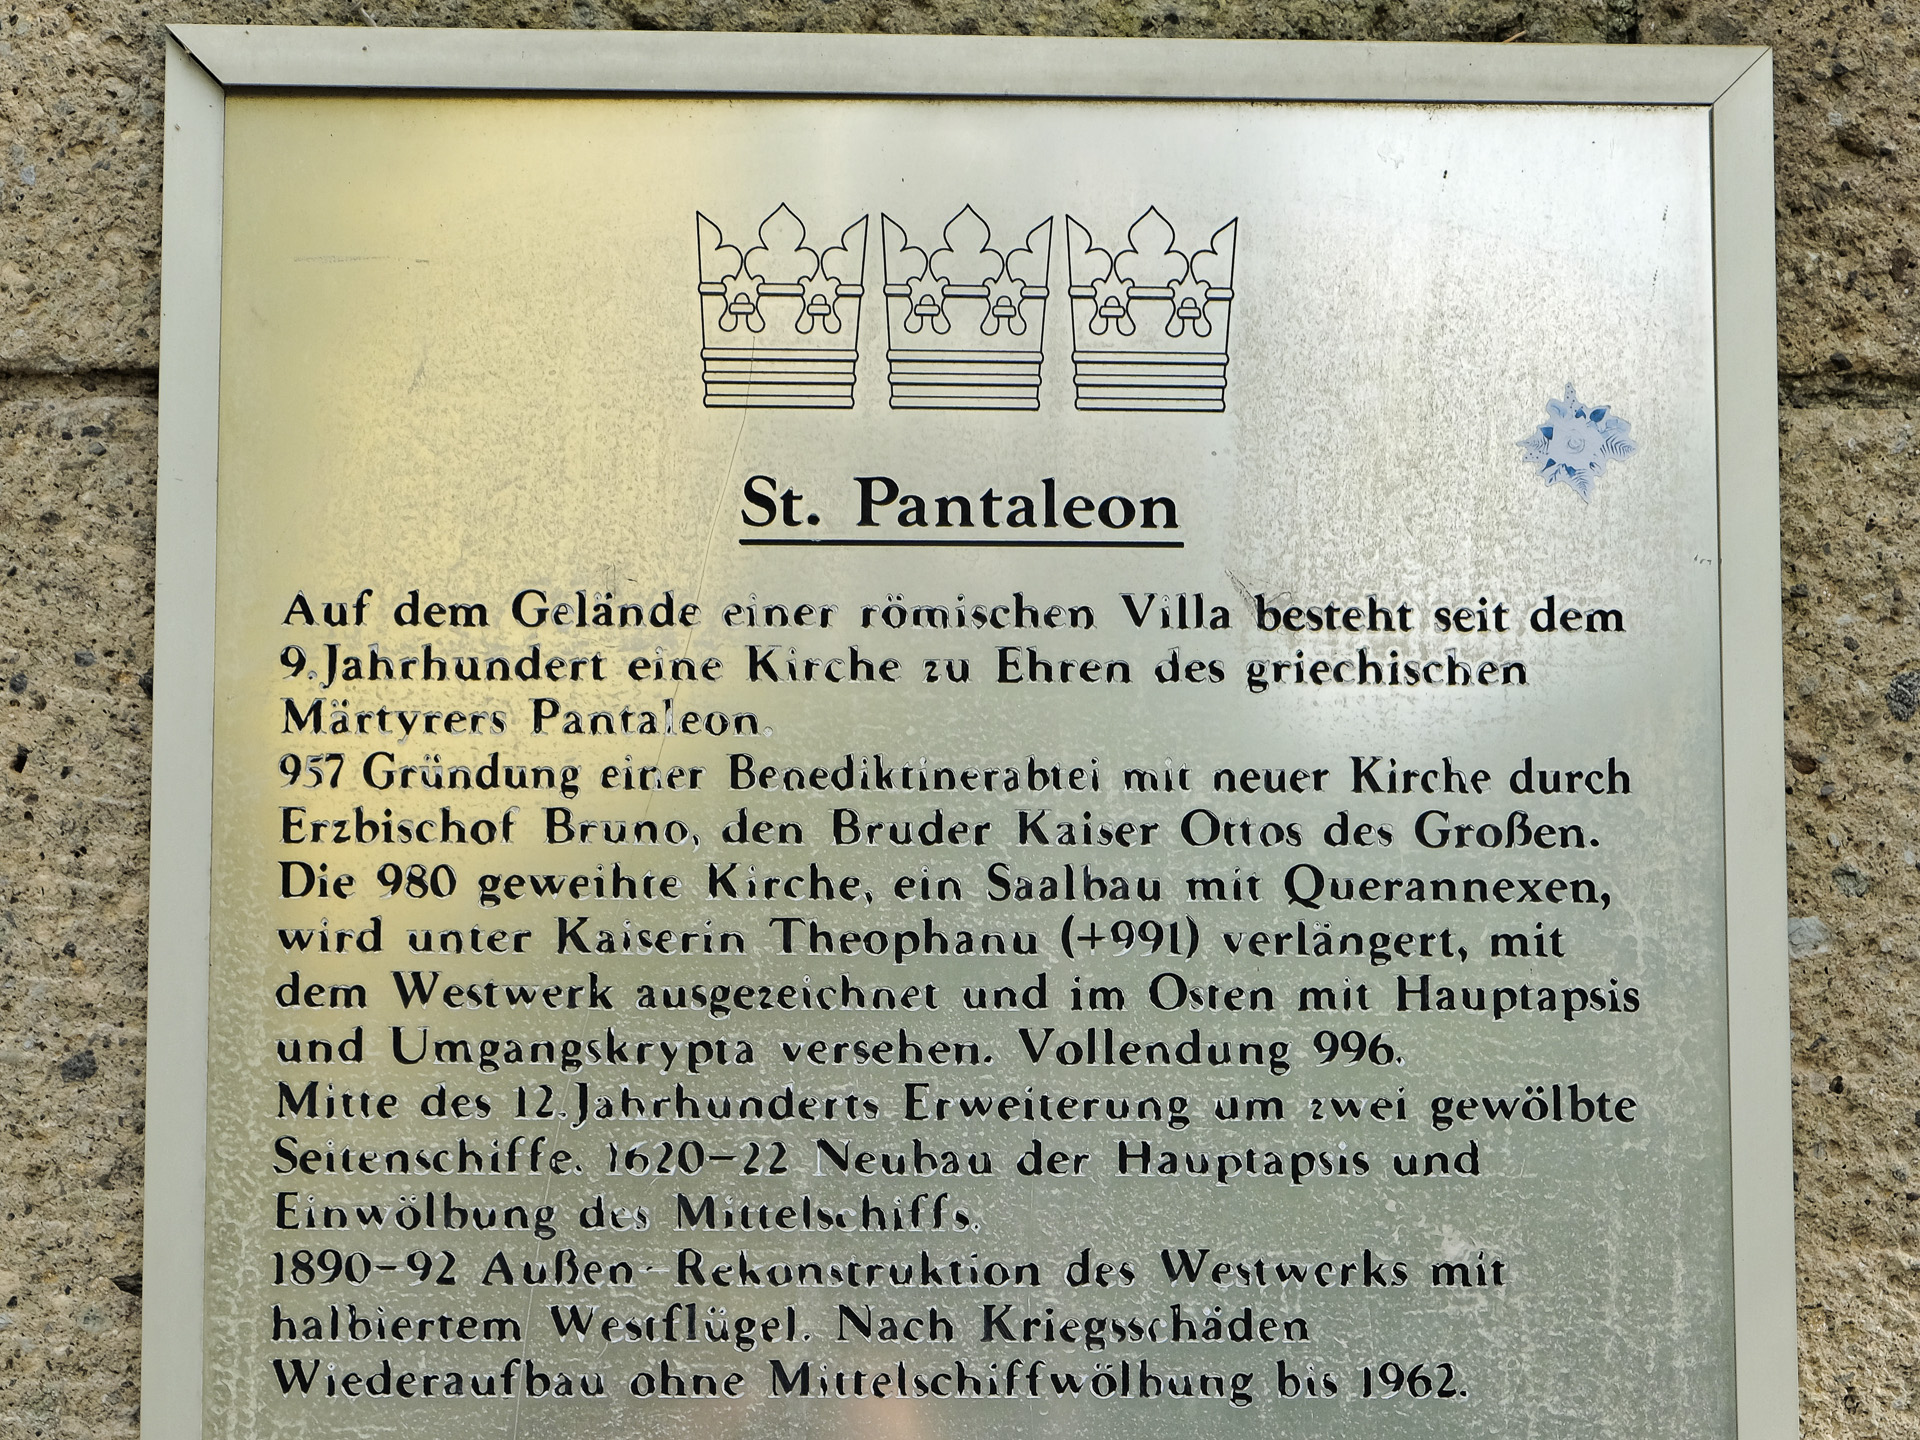 St. Pantaleon
Auf dem Gelände einer römischen Villa besteht seit dem
9. Jahrhundert eine Kirche zu Ehren des griechischen
Märtyrers Pantaleon.
957 Gründung einer Benediktinerabtei mit neuer Kirche durch
Erzbischof Bruno, den Bruder Kaiser Ottos des Großen.
Die 980 geweihte Kirche, ein Saalbau mit Querannexen,
wird unter Kaiserin Theophanu (+991) verlängert, mit
dem Westwerk ausgezeichnet und im Osten mit Hauptapsis
und Umgangskrypta versehen. Vollendung 996.
Mitte des 12. Jahrhunderts Erweiterung um zwei gewölbte
Seitenschiffe. 1620-22 Neubau der Hauptapsis und
Einwölbung des Mittelschiffs.
1890-92 Außen-Rekonstruktion des Westwerks mit
halbiertem Westflügel. Nach Kriegsschäden
Wiederaufbau ohne Mittelschiffwölbung bis 1962.